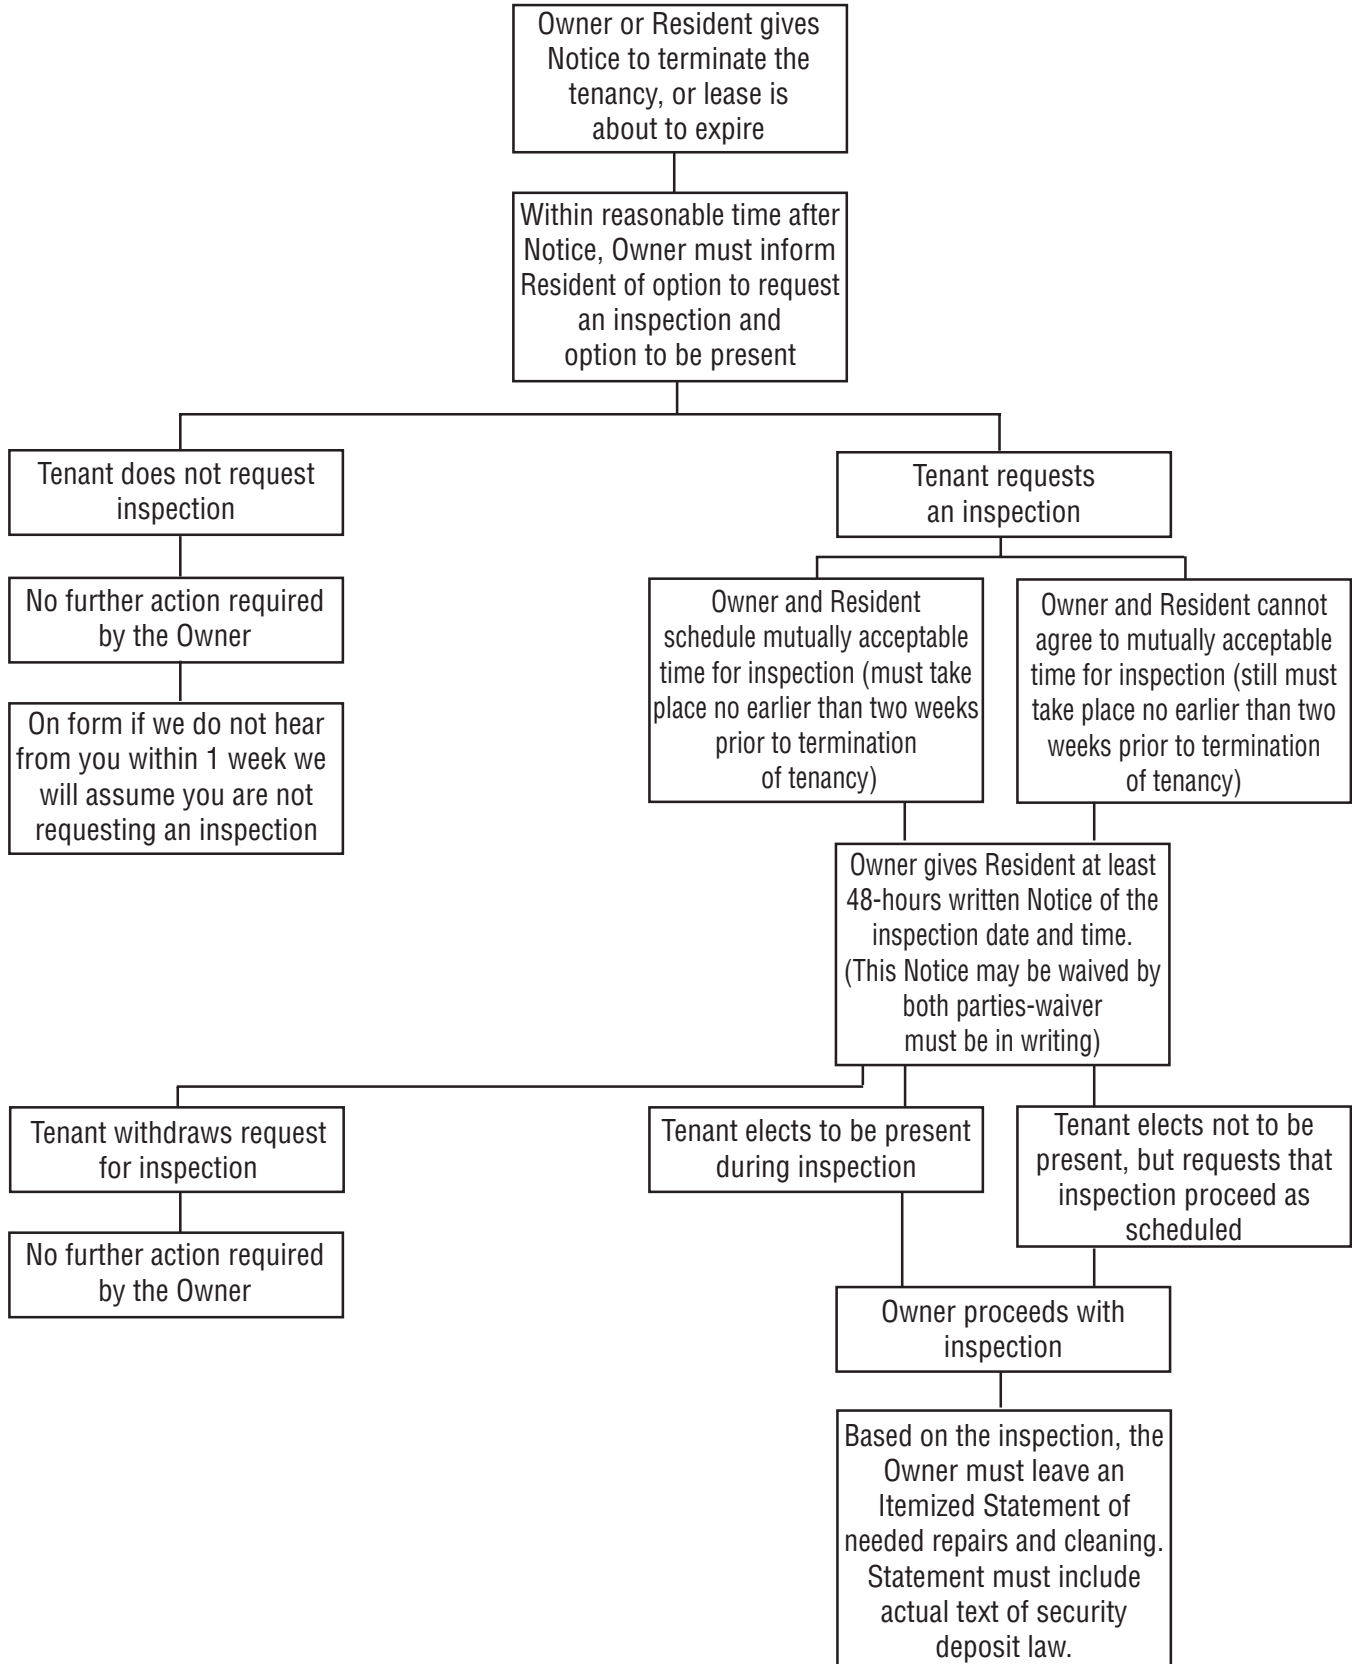 Owner or Resident gives
Notice to terminate the
tenancy, or lease is
about to expire
Within reasonable time after
Notice, Owner must inform
Resident of option to request
an inspection and
option to be present
Tenant does not request
inspection
No further action required
by the Owner
On form if we do not hear
from you within 1 week we
will assume you are not
requesting an inspection
Tenant requests
an inspection
Owner and Resident
schedule mutually acceptable
time for inspection (must take
place no earlier than two weeks
prior to termination
of tenancy)
Owner and Resident cannot
agree to mutually acceptable
time for inspection (still must
take place no earlier than two
weeks prior to termination
of tenancy)
Owner gives Resident at least
48-hours written Notice of the
inspection date and time.
(This Notice may be waived by
both parties-waiver
must be in writing)
Tenant withdraws request
for inspection
No further action required
by the Owner
Tenant elects to be present
during inspection
Tenant elects not to be
present, but requests that
inspection proceed as
scheduled
Owner proceeds with
inspection
Based on the inspection, the
Owner must leave an
Itemized Statement of
needed repairs and cleaning.
Statement must include
actual text of security
deposit law.